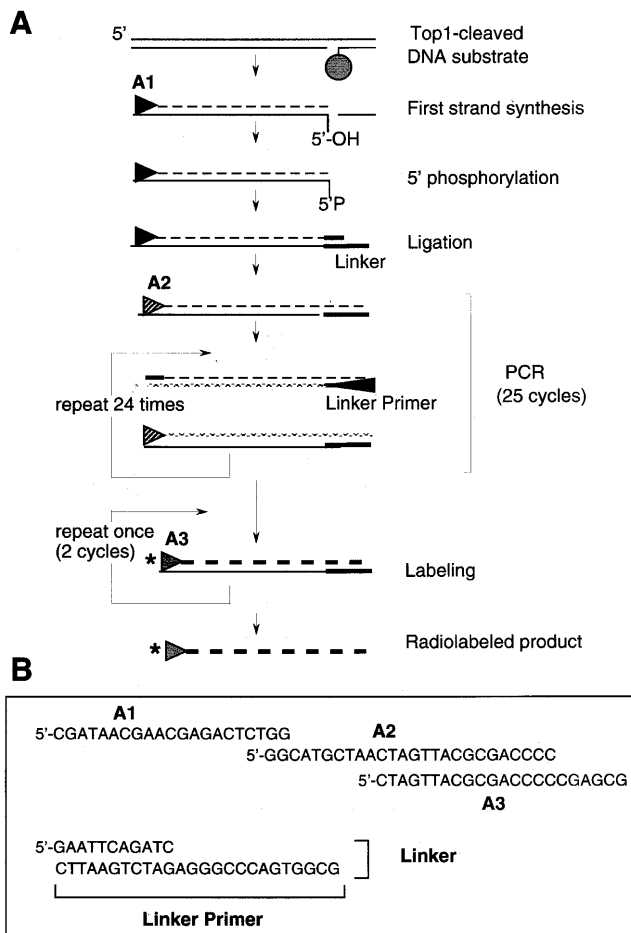 A
5'
Top1-cleaved
DNA substrate
A1
First strand synthesis
5'-OH
5' phosphorylation
5'P
Ligation
Linker
A2
PCR
(25 cycles)
repeat 24 times
Linker Primer
repeat once
(2 cycles)
A3
*
Labeling
*
Radiolabeled product
B
A1
5'-CGATAACGAACGAGACTCTGG
A2
5'-GGCATGCTAACTAGTTACGCGACCCC
5'-CTAGTTACGCGACCCCCGAGCG
A3
5'-GAATTCAGATC
CTTAAGTCTAGAGGGCCCAGTGGCG
Linker
Linker Primer